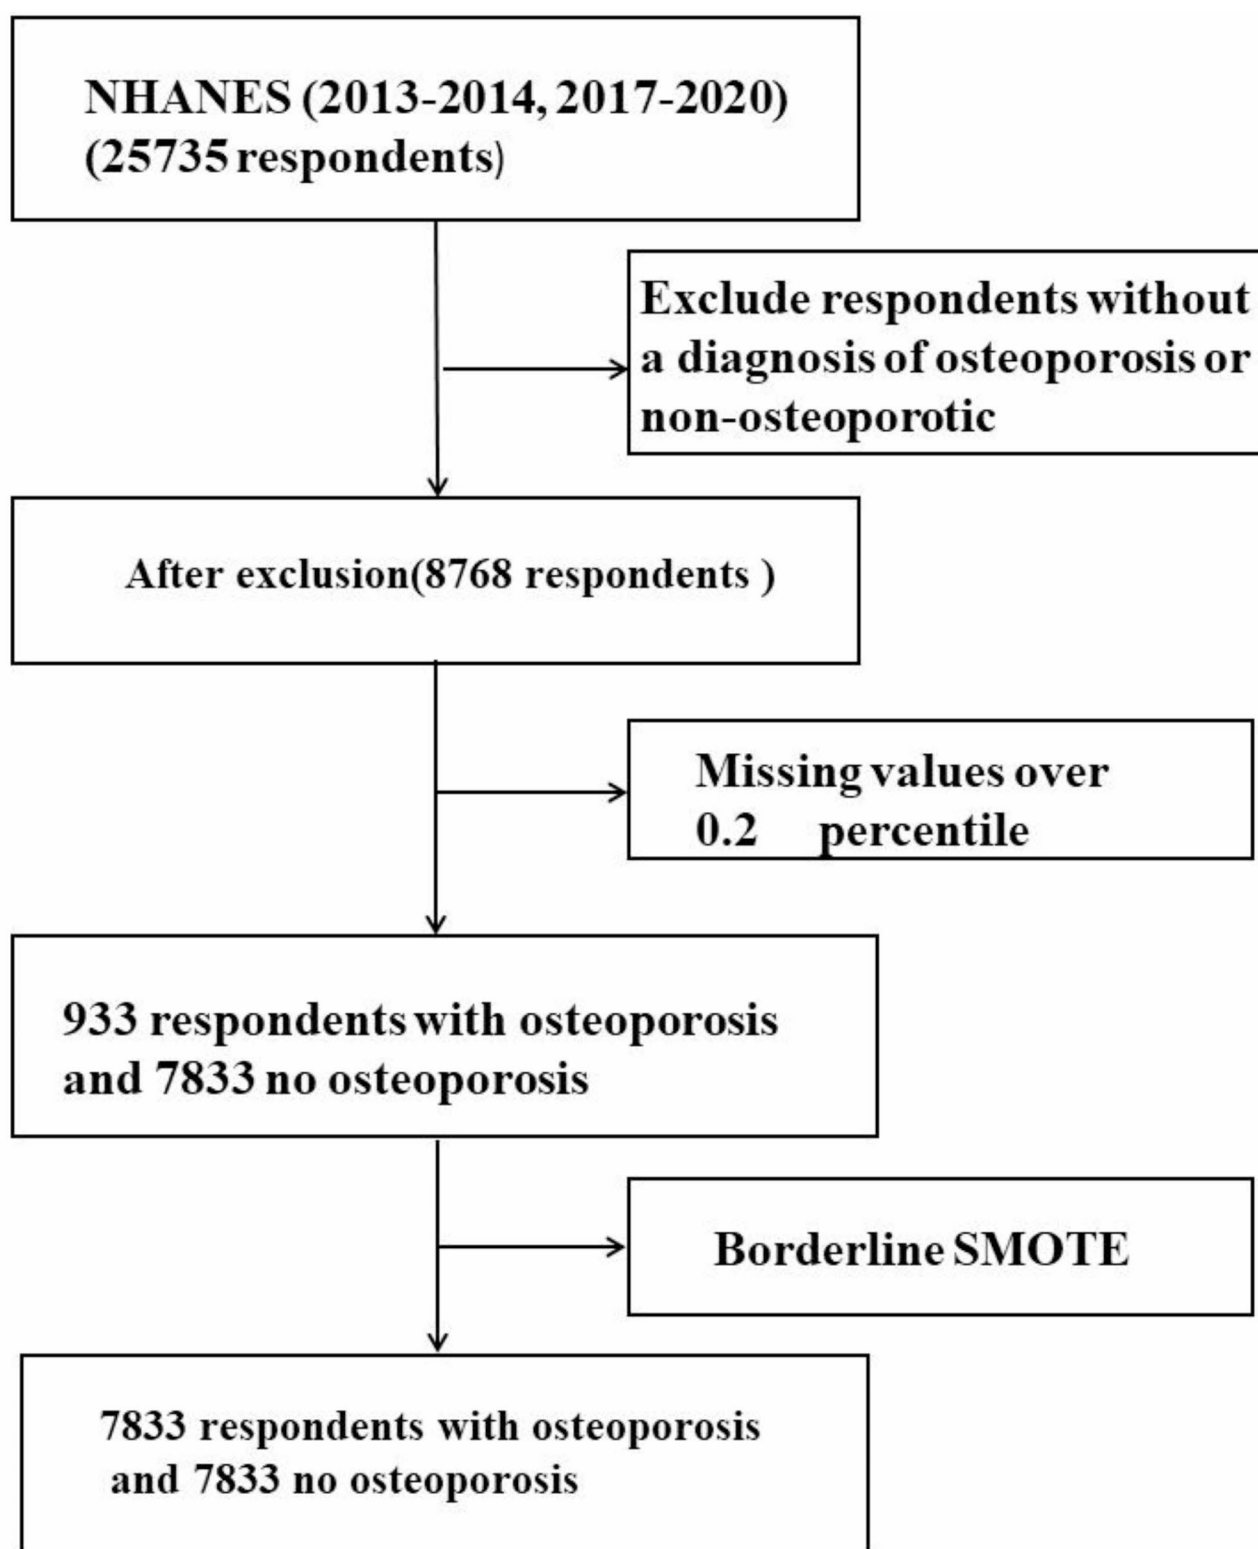 NHANES (2013-2014, 2017-2020)
(25735 respondents)
Exclude respondents without
a diagnosis of osteoporosis or
non-osteoporotic
After exclusion(8768 respondents )
Missing values over
0.2 percentile
933 respondents with osteoporosis
and 7833 no osteoporosis
Borderline SMOTE
7833 respondents with osteoporosis
and 7833 no osteoporosis